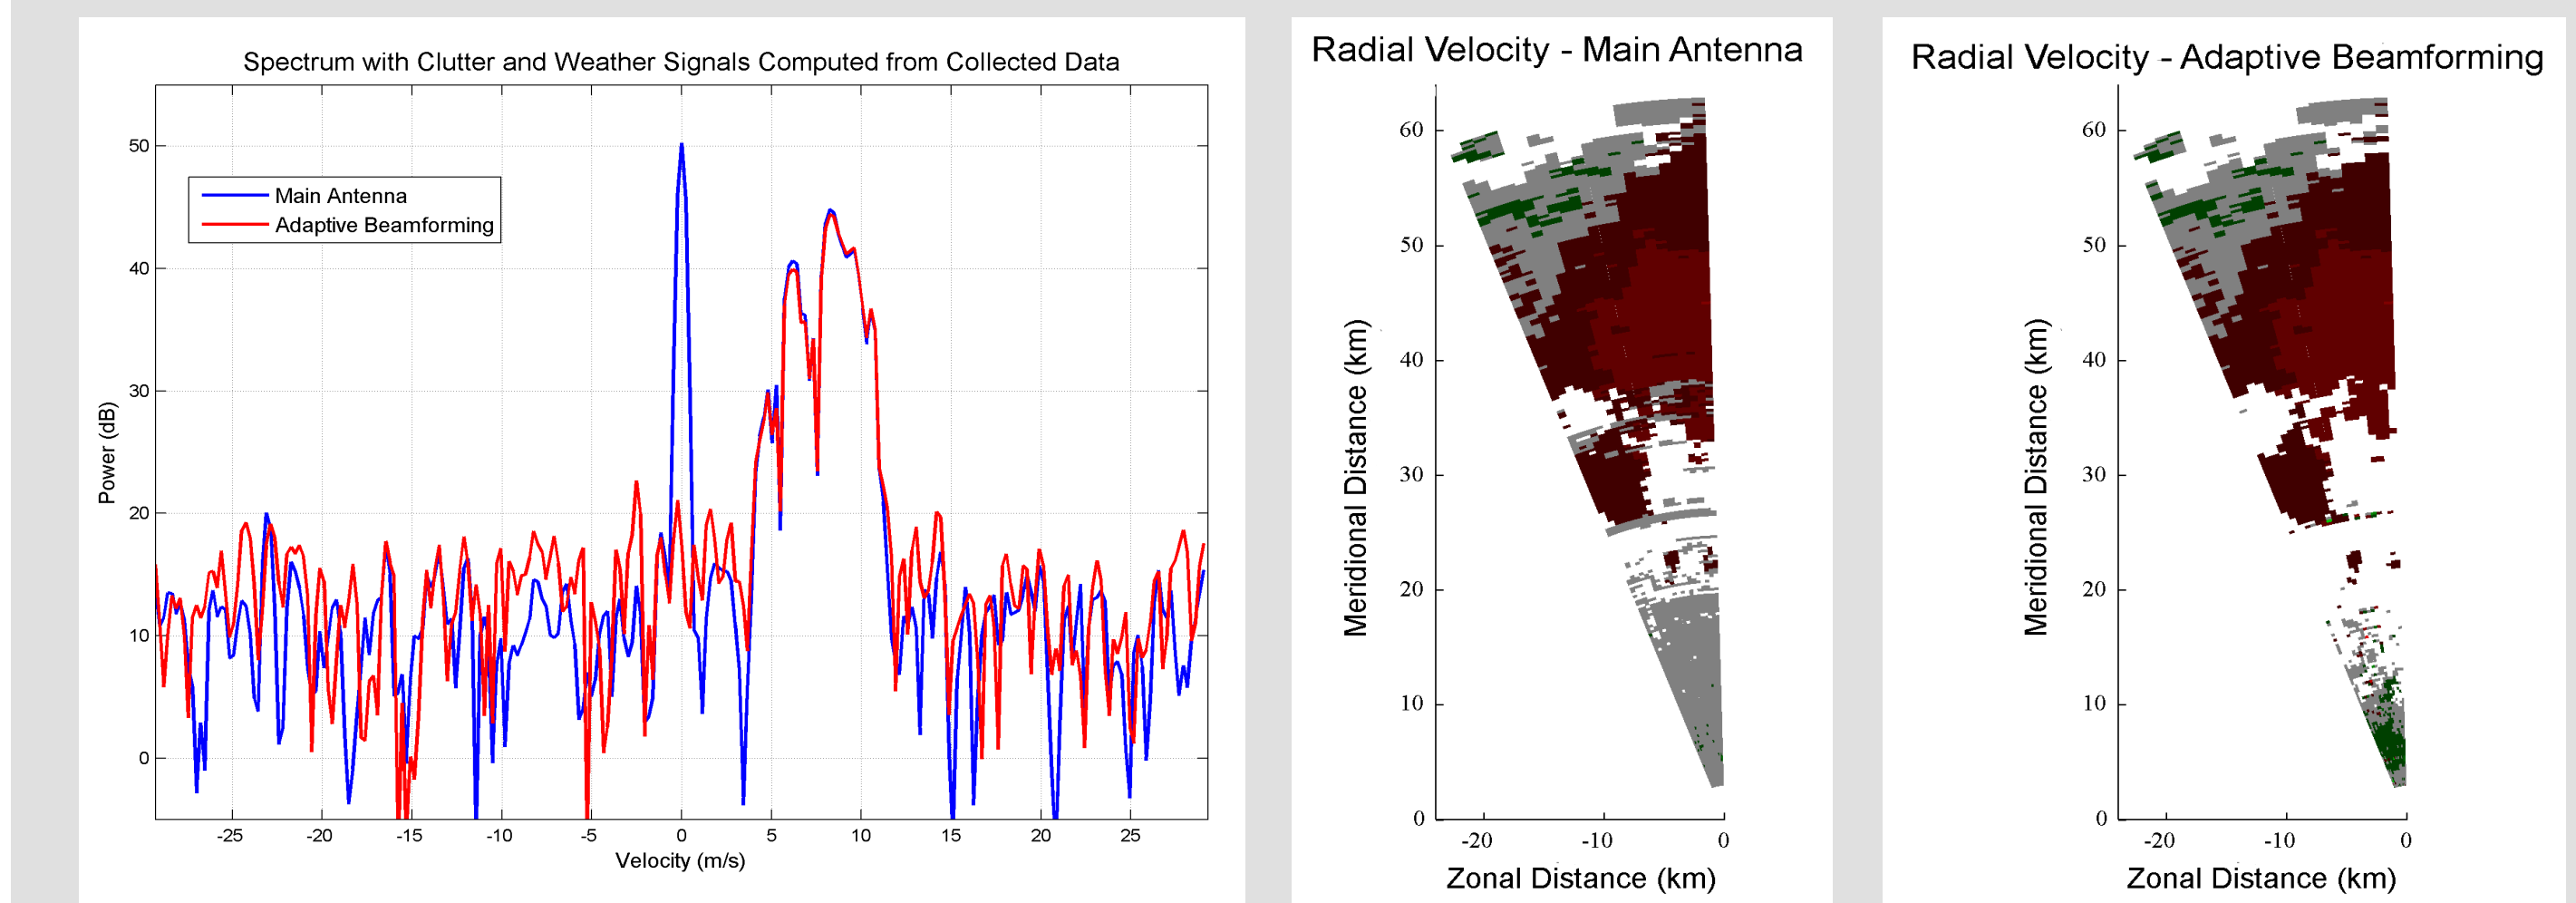 Spectrum with Clutter and Weather Signals Computed from Collected Data
50
40
30
20
10
0
Power (dB)
Main Antenna
Adaptive Beamforming
-25 -20 -15 -10 -5 0 5 10 15 20 25
Velocity (m/s)
Radial Velocity - Main Antenna
60
50
40
30
20
10
0
Meridional Distance (km)
-20 -10 0
Zonal Distance (km)
Radial Velocity - Adaptive Beamforming
60
50
40
30
20
10
0
Meridional Distance (km)
-20 -10 0
Zonal Distance (km)